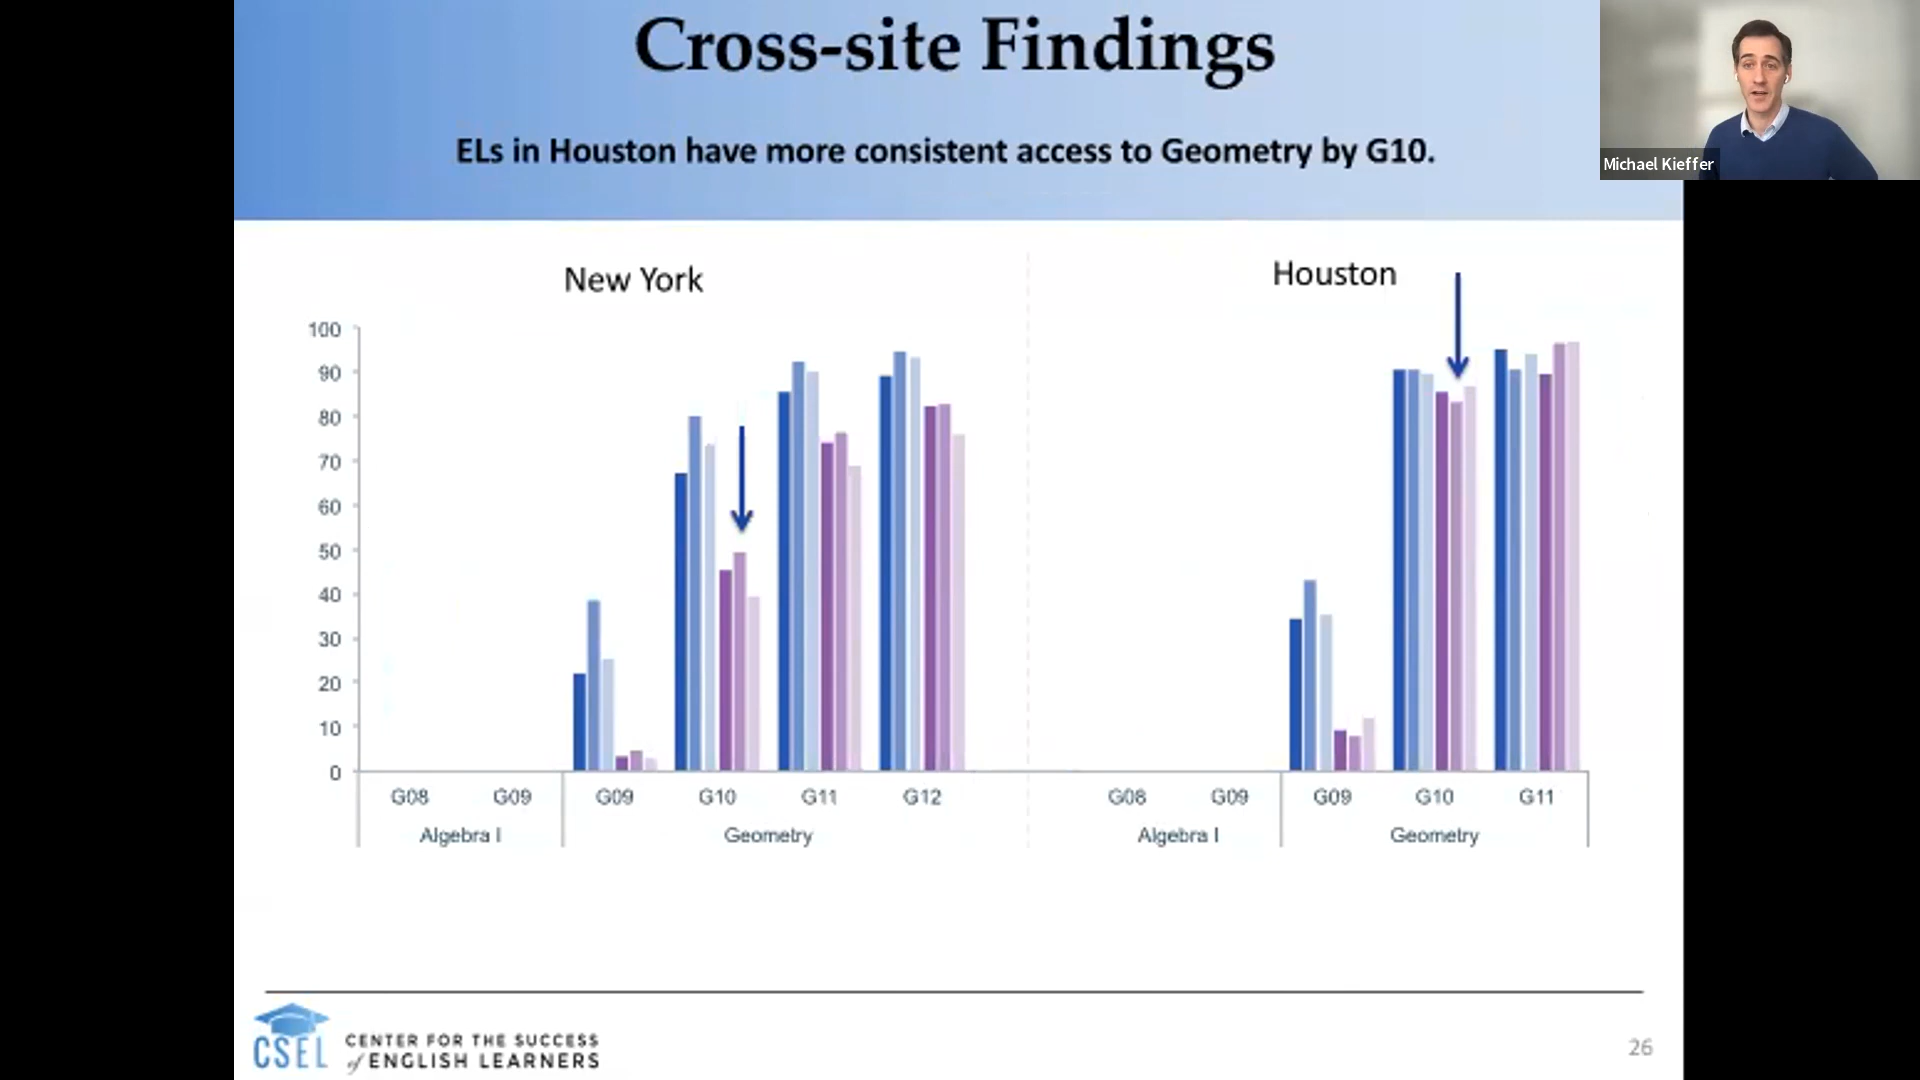 Cross-site Findings
ELs in Houston have more consistent access to Geometry by G10.
Michael Kieffer
New York
Houston
100
90
80
70
60
50
40
30
20
10
0
G08 G09 G09 G10 G11 G12 G08 G09 G09 G10 G11
Algebra I Geometry Algebra I Geometry
CSEL
CENTER FOR THE SUCCESS
of ENGLISH LEARNERS
26